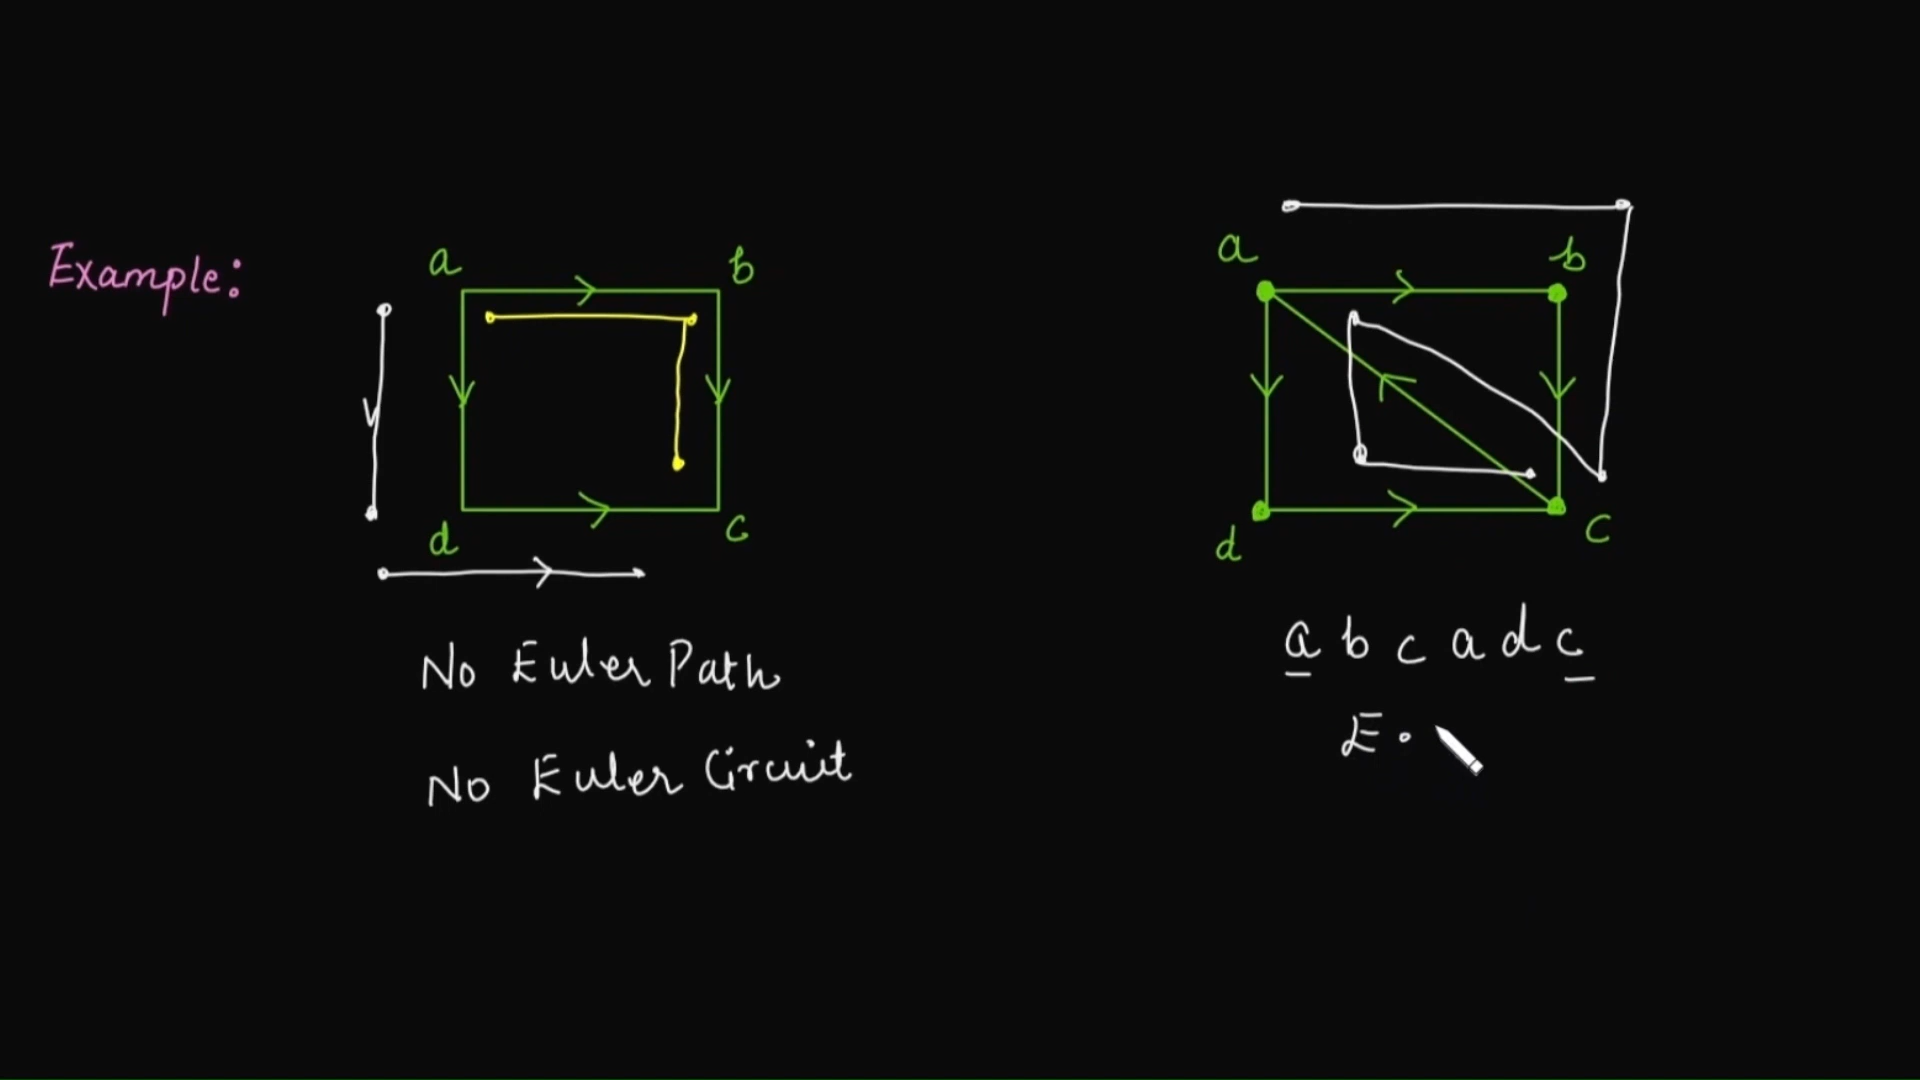 Example:
a
b
d
c
No Euler Path
No Euler Circuit
a
b
d
c
a b c a d c
E.